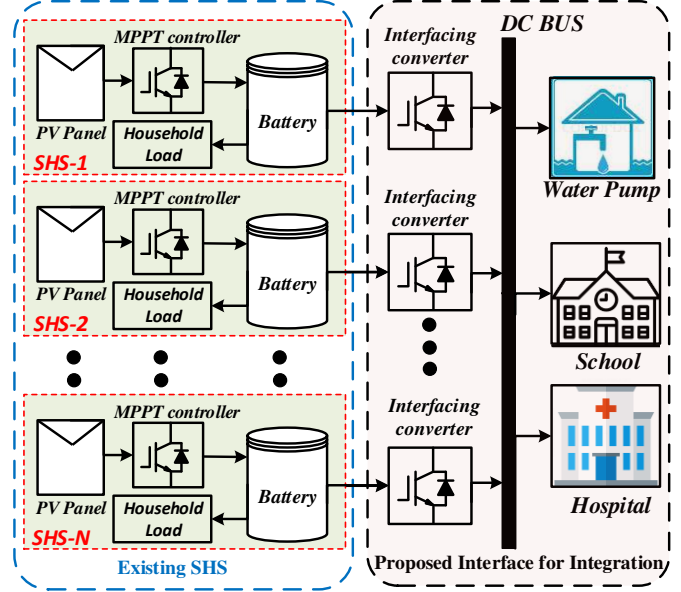 MPPT controller
PV Panel
Household
Load
Battery
SHS-1
MPPT controller
PV Panel
Household
Load
Battery
SHS-2
MPPT controller
PV Panel
Household
Load
Battery
SHS-N
Existing SHS
Interfacing
converter
Interfacing
converter
Interfacing
converter
DC BUS
Water Pump
School
Hospital
Proposed Interface for Integration